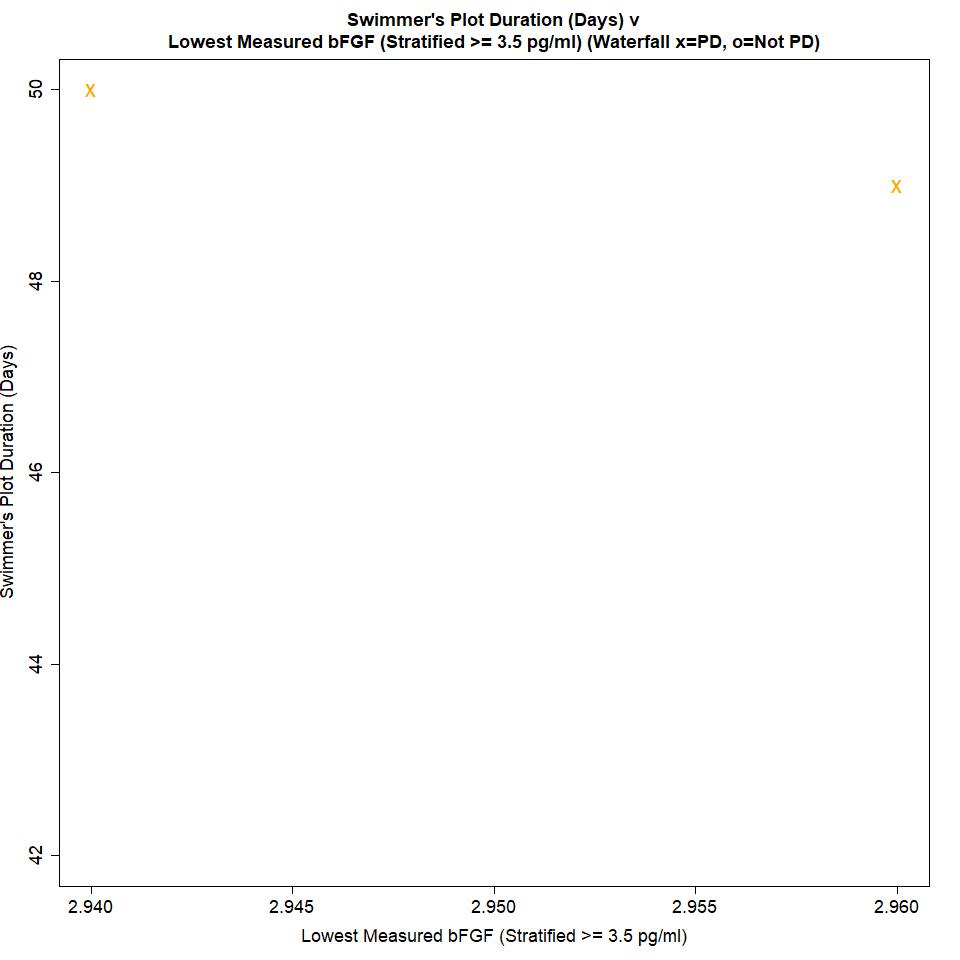 Swimmer's Plot Duration (Days) v
Lowest Measured bFGF (Stratified >= 3.5 pg/ml) (Waterfall x=PD, o=Not PD)
Swimmer's Plot Duration (Days)
50
48
46
44
42
X
X
2.940 2.945 2.950 2.955 2.960
Lowest Measured bFGF (Stratified >= 3.5 pg/ml)